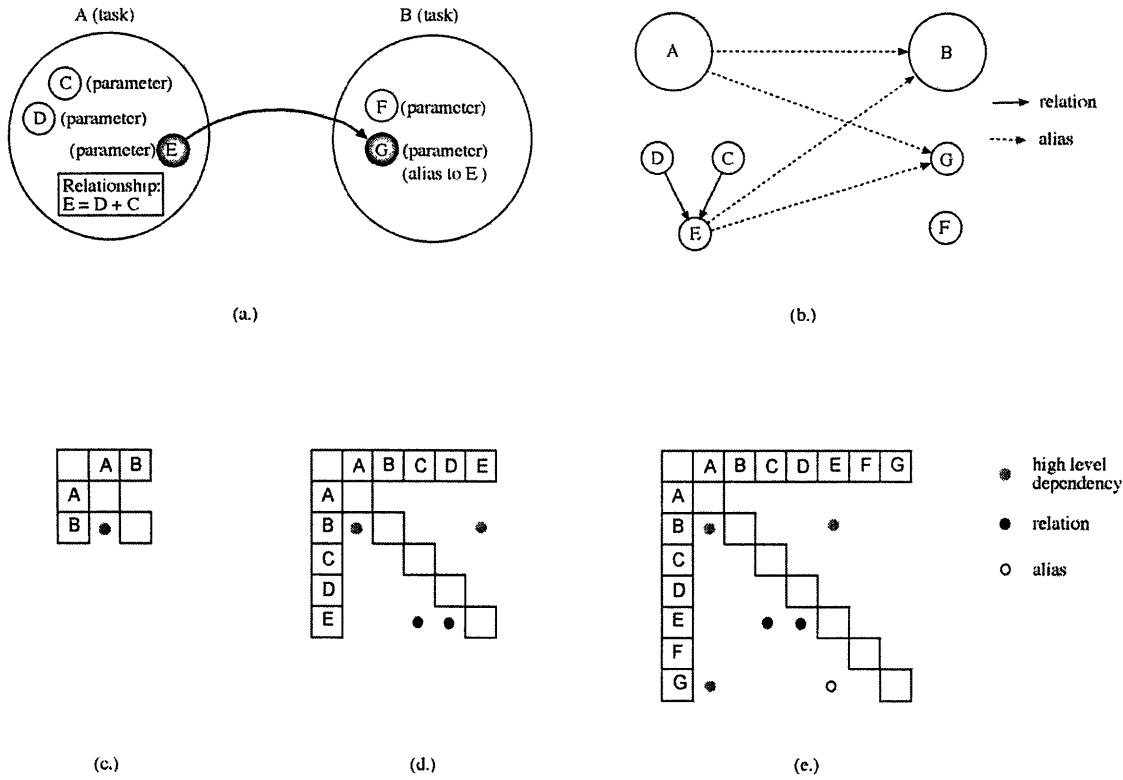 A (task)
B (task)
C (parameter)
D (parameter)
(parameter) E
Relationship:
E = D + C
F (parameter)
G (parameter)
(alias to E )
(a.)
A
B
D
C
G
E
F
relation
alias
(b.)
A B
A
B
(c.)
A B C D E
A
B
C
D
E
(d.)
A B C D E F G
A
B
C
D
E
F
G
(e.)
high level
dependency
relation
alias